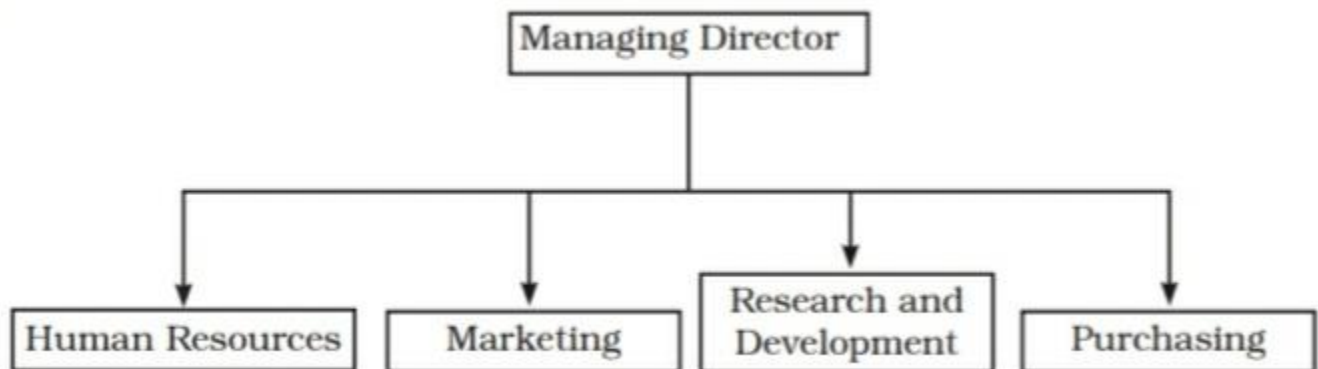 Managing Director
Human Resources
Marketing
Research and
Development
Purchasing